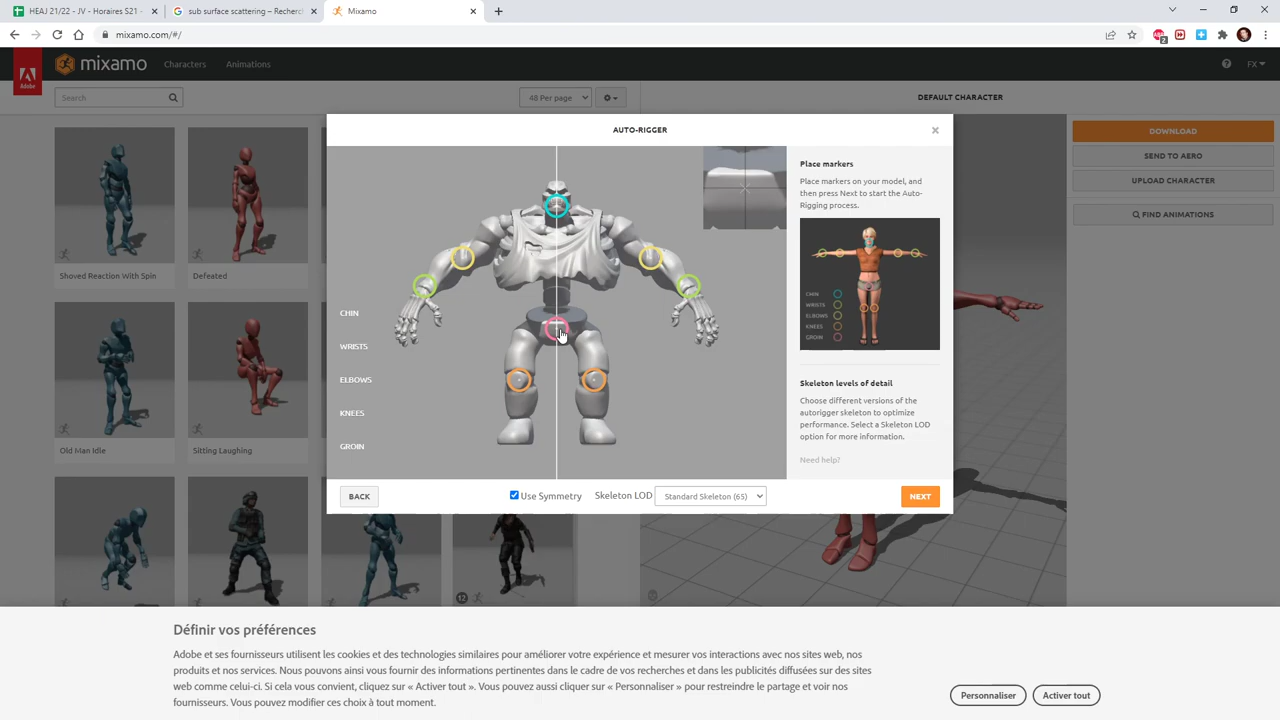 HEAJ 21/22 - JV - Horaires S21 -
sub surface scattering – Recherch
Mixamo
mixamo.com/#/
2
Adobe
mixamo
Characters
Animations
FX
Search
48 Per page
DEFAULT CHARACTER
DOWNLOAD
SEND TO AERO
UPLOAD CHARACTER
FIND ANIMATIONS
Shoved Reaction With Spin
Defeated
Old Man Idle
Sitting Laughing
12
AUTO-RIGGER
CHIN
WRISTS
ELBOWS
KNEES
GROIN
Place markers
Place markers on your model, and
then press Next to start the Auto-
Rigging process.
CHIN
WRISTS
ELBOWS
KNEES
GROIN
Skeleton levels of detail
Choose different versions of the
autorigger skeleton to optimize
performance. Select a Skeleton LOD
option for more information.
Need help?
BACK
Use Symmetry
Skeleton LOD
Standard Skeleton (65)
NEXT
Définir vos préférences
Adobe et ses fournisseurs utilisent les cookies et des technologies similaires pour améliorer votre expérience et mesurer vos interactions avec nos sites web, nos
produits et nos services. Nous pouvons ainsi vous fournir des informations pertinentes dans le cadre de vos recherches et dans les publicités diffusées sur des sites
web comme celui-ci. Si cela vous convient, cliquez sur « Activer tout ». Vous pouvez aussi cliquer sur « Personnaliser » pour restreindre le partage et voir nos
fournisseurs. Vous pouvez modifier ces choix à tout moment.
Personnaliser
Activer tout